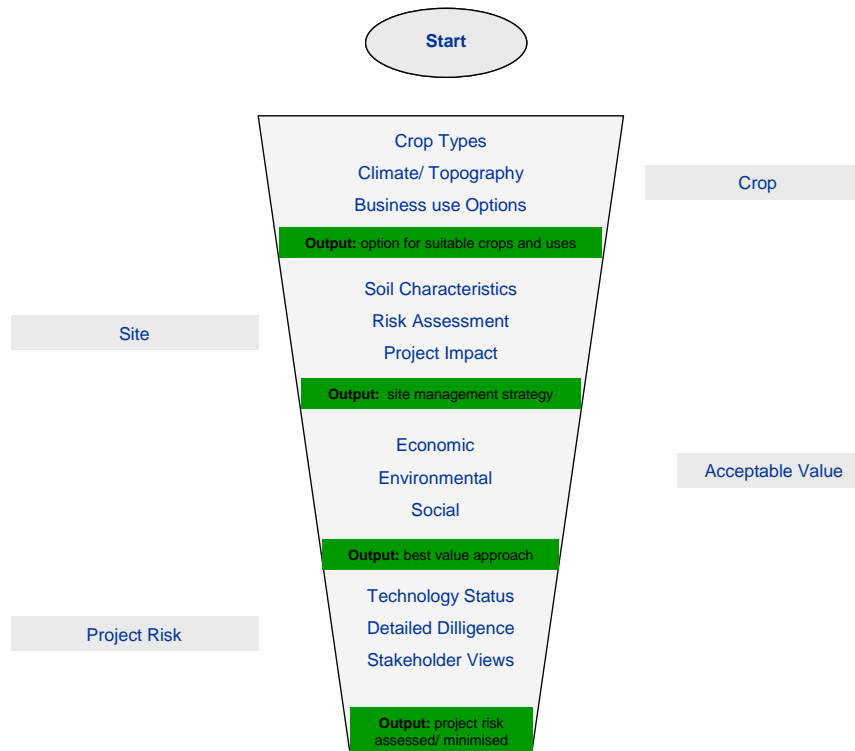 Start
Crop Types
Climate/ Topography
Business use Options
Crop
Output: option for suitable crops and uses
Soil Characteristics
Risk Assessment
Project Impact
Site
Output: site management strategy
Economic
Environmental
Social
Acceptable Value
Output: best value approach
Technology Status
Detailed Dilligence
Stakeholder Views
Project Risk
Output: project risk
assessed/ minimised